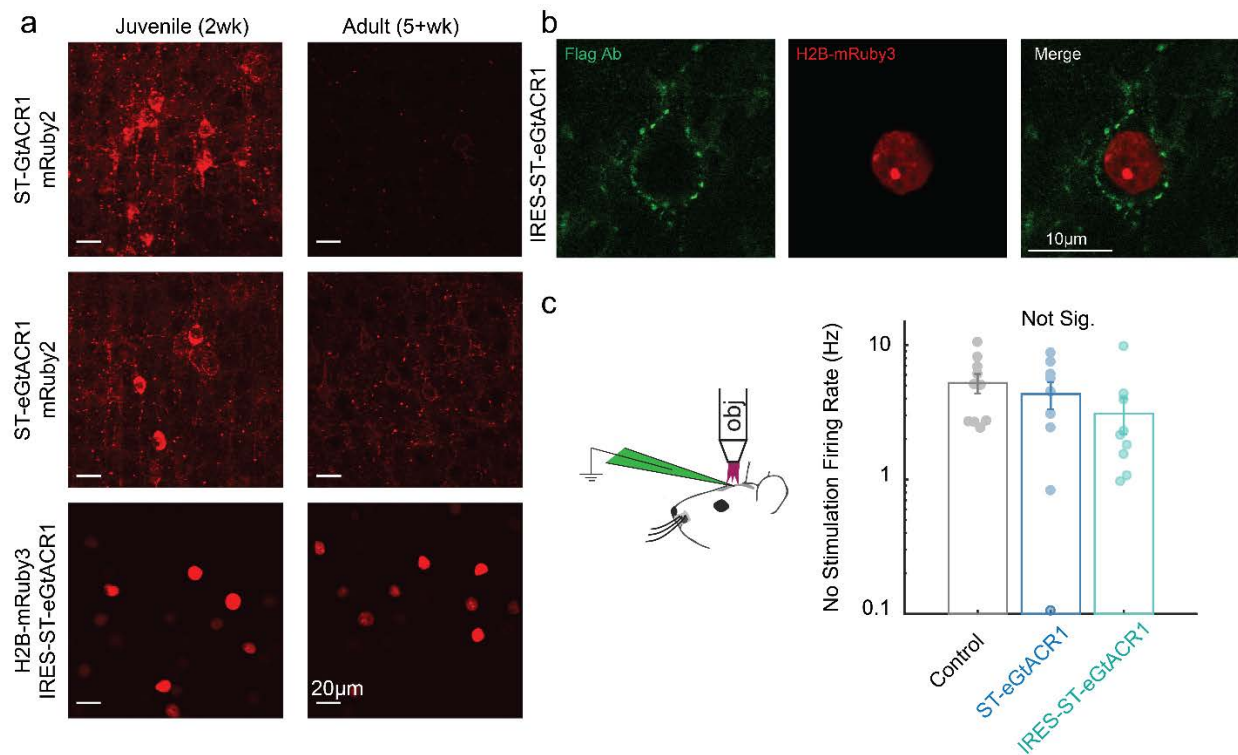 a
Juvenile (2wk)
Adult (5+wk)
ST-GtACR1
mRuby2
ST-eGtACR1
mRuby2
H2B-mRuby3
IRES-ST-eGtACR1
20µm
b
IRES-ST-eGtACR1
Flag Ab
H2B-mRuby3
Merge
10µm
c
obj
No Stimulation Firing Rate (Hz)
Not Sig.
10
1
0.1
Control
ST-eGtACR1
IRES-ST-eGtACR1